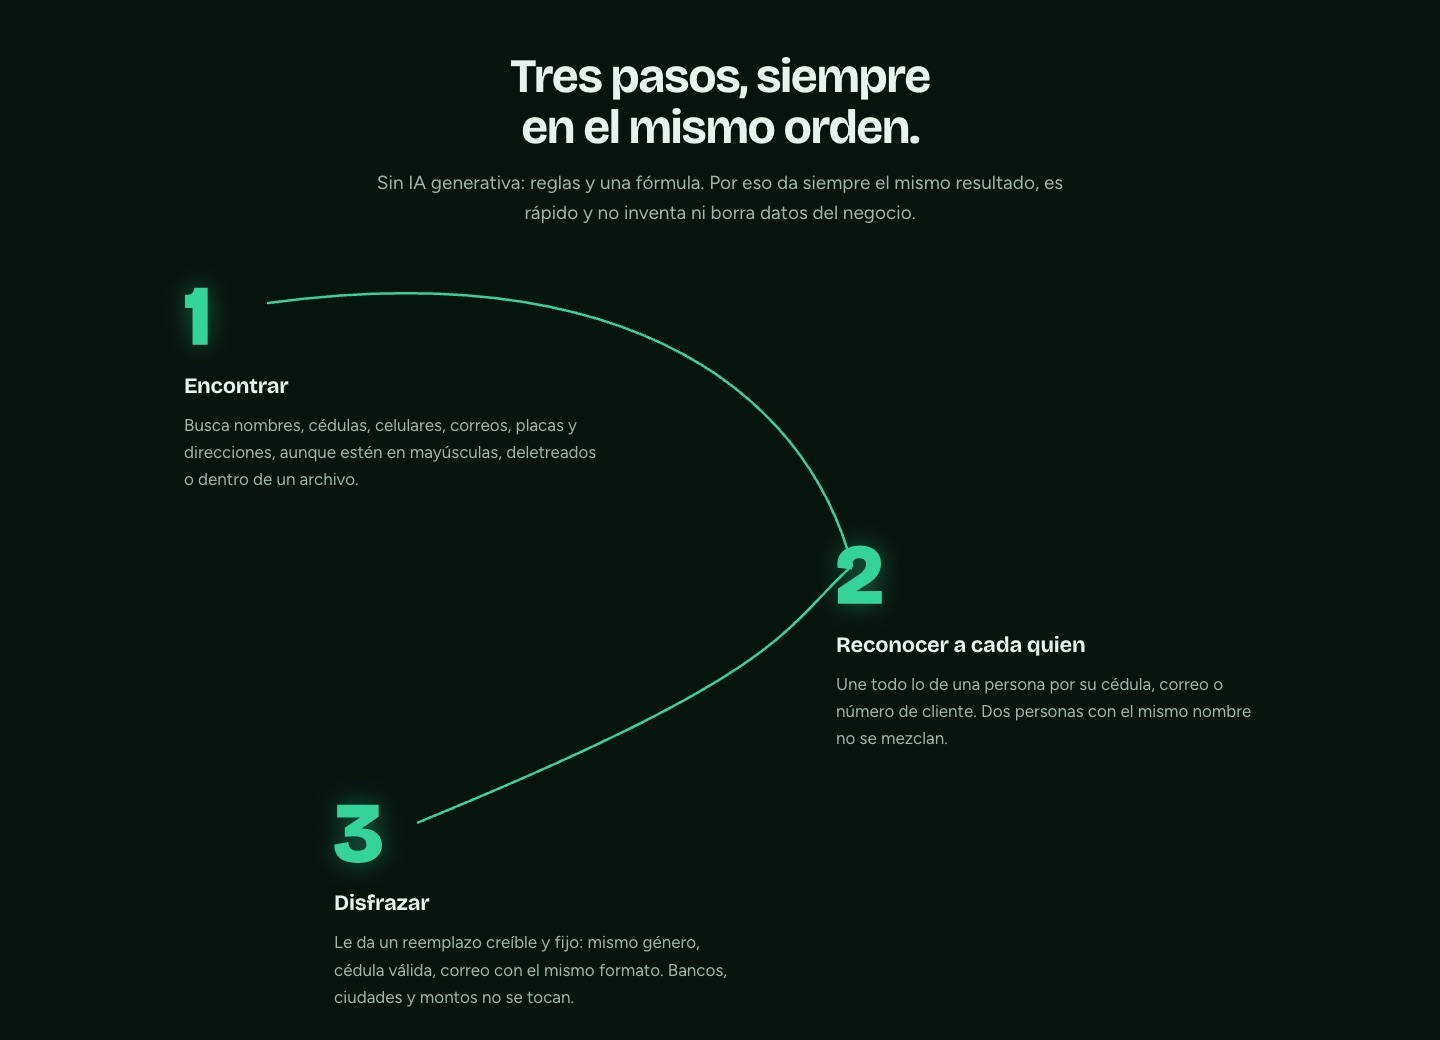 Tres pasos, siempre
en el mismo orden.
Sin IA generativa: reglas y una fórmula. Por eso da siempre el mismo resultado, es
rápido y no inventa ni borra datos del negocio.
1
Encontrar
Busca nombres, cédulas, celulares, correos, placas y
direcciones, aunque estén en mayúsculas, deletreados
o dentro de un archivo.
2
Reconocer a cada quien
Une todo lo de una persona por su cédula, correo o
número de cliente. Dos personas con el mismo nombre
no se mezclan.
3
Disfrazar
Le da un reemplazo creíble y fijo: mismo género,
cédula válida, correo con el mismo formato. Bancos,
ciudades y montos no se tocan.